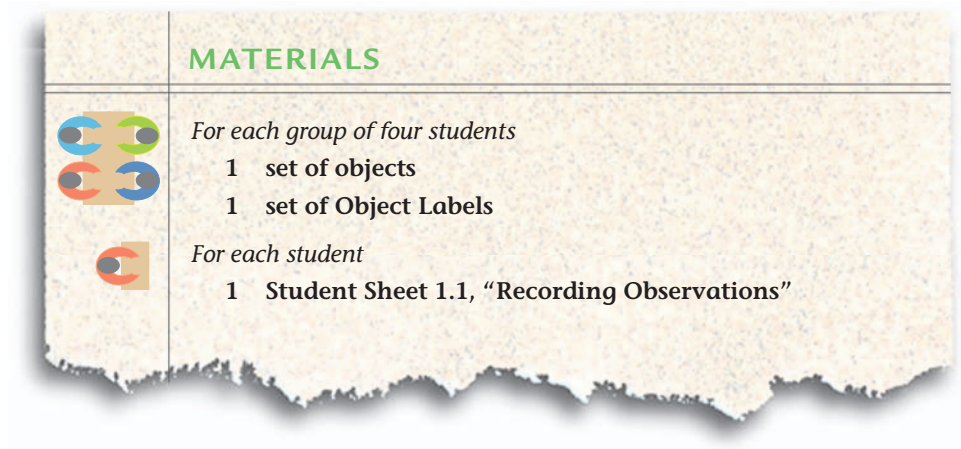 MATERIALS
For each group of four students
1 set of objects
1 set of Object Labels
For each student
1 Student Sheet 1.1, “Recording Observations”